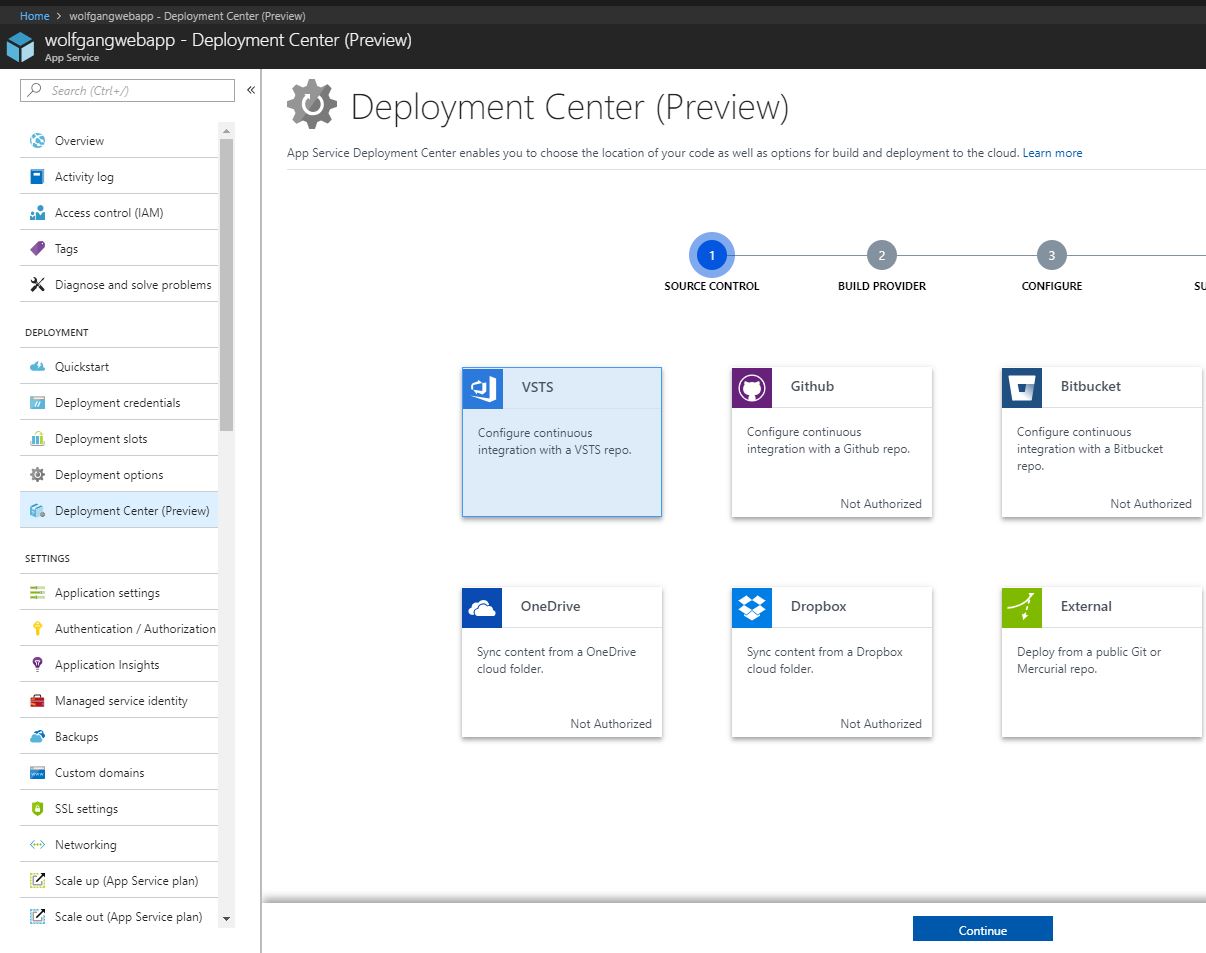 Home > wolfgangwebapp - Deployment Center (Preview)
wolfgangwebapp - Deployment Center (Preview)
App Service
Search (Ctrl+/)
«
Overview
Activity log
Access control (IAM)
Tags
Diagnose and solve problems
DEPLOYMENT
Quickstart
Deployment credentials
Deployment slots
Deployment options
Deployment Center (Preview)
SETTINGS
Application settings
Authentication / Authorization
Application Insights
Managed service identity
Backups
Custom domains
SSL settings
Networking
Scale up (App Service plan)
Scale out (App Service plan)
Deployment Center (Preview)
App Service Deployment Center enables you to choose the location of your code as well as options for build and deployment to the cloud. Learn more
1 2 3
SOURCE CONTROL BUILD PROVIDER CONFIGURE SU
VSTS
Configure continuous
integration with a VSTS repo.
Github
Configure continuous
integration with a Github repo.
Not Authorized
Bitbucket
Configure continuous
integration with a Bitbucket
repo.
Not Authorized
OneDrive
Sync content from a OneDrive
cloud folder.
Not Authorized
Dropbox
Sync content from a Dropbox
cloud folder.
Not Authorized
External
Deploy from a public Git or
Mercurial repo.
Continue